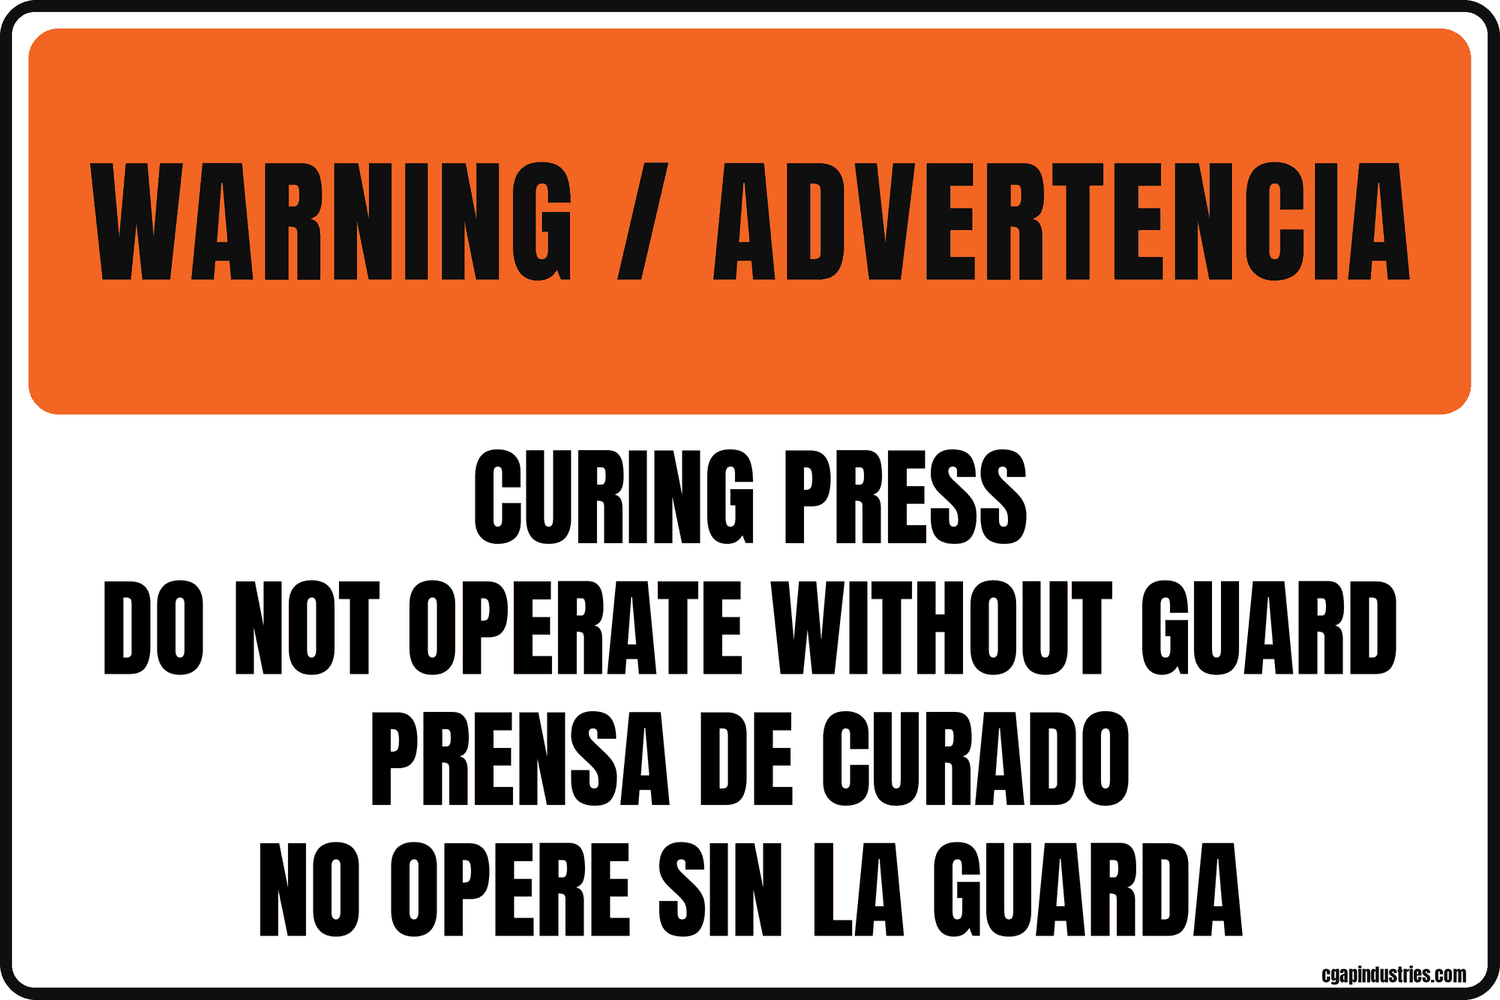 WARNING / ADVERTENCIA
CURING PRESS
DO NOT OPERATE WITHOUT GUARD
PRENSA DE CURADO
NO OPERE SIN LA GUARDA
cgapindustries.com